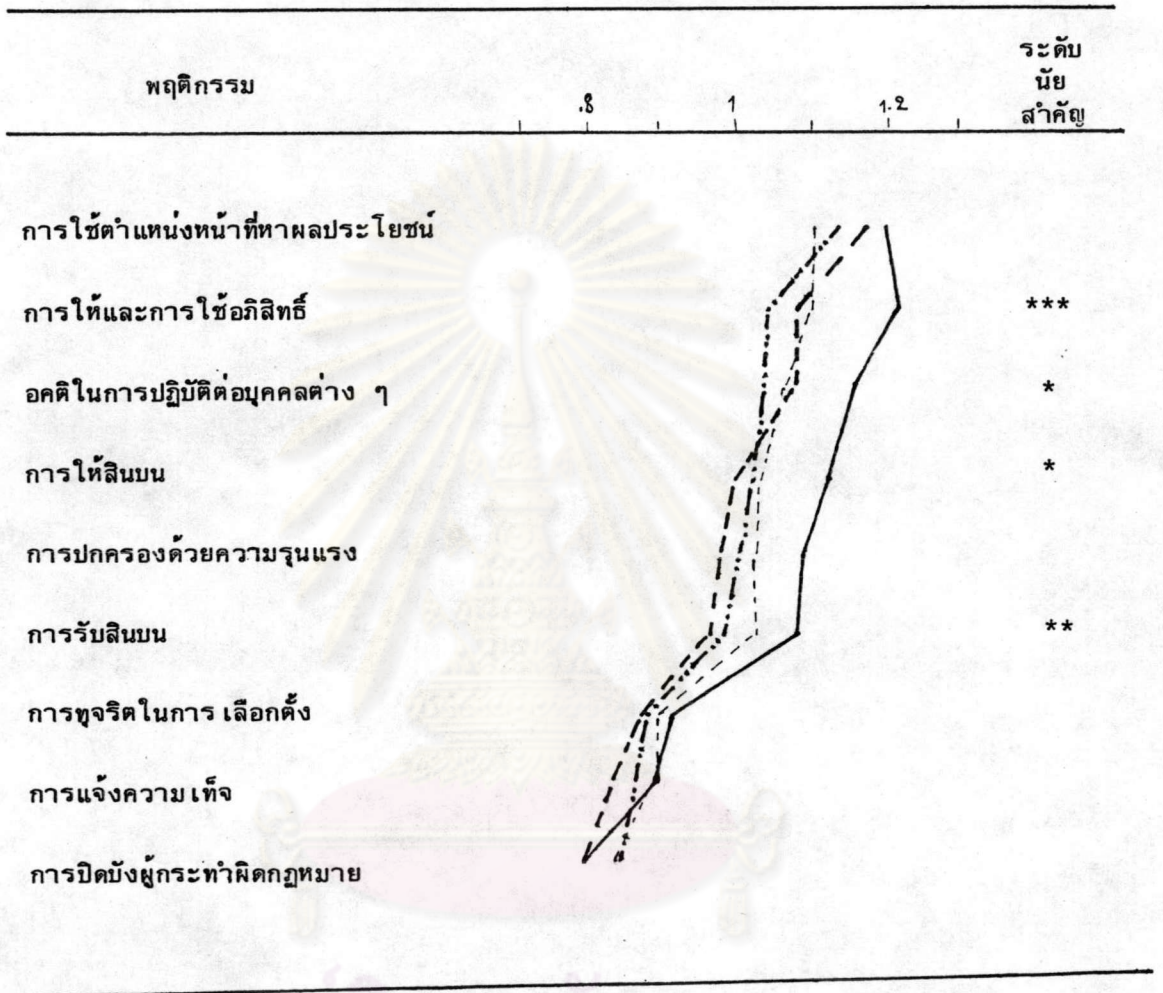 พฤติกรรม
.8 1 1.2
ระดับ
นัย
สำคัญ
การใช้ตำแหน่งหน้าที่หาผลประโยชน์
การให้และการใช้อภิสิทธิ์ ***
อคติในการปฏิบัติต่อบุคคลต่าง ๆ *
การให้สินบน *
การปกครองด้วยความรุนแรง
การรับสินบน **
การทุจริตในการ เลือกตั้ง
การแจ้งความ เท็จ
การปิดบังผู้กระทำผิดกฎหมาย